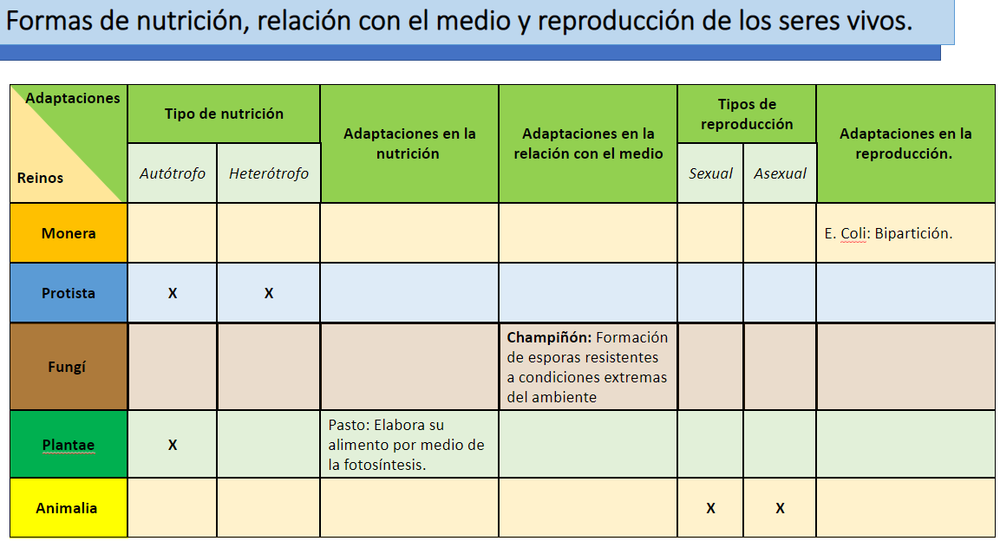 Formas de nutrición, relación con el medio y reproducción de los seres vivos.
Adaptaciones
Reinos
Tipo de nutrición
Autótrofo
Heterótrofo
Adaptaciones en la
nutrición
Adaptaciones en la
relación con el medio
Tipos de
reproducción
Sexual
Asexual
Adaptaciones en la
reproducción.
Monera
E. Coli: Bipartición.
Protista
X
X
Fungí
Champiñón: Formación
de esporas resistentes
a condiciones extremas
del ambiente
Plantae
X
Pasto: Elabora su
alimento por medio de
la fotosíntesis.
Animalia
X
X